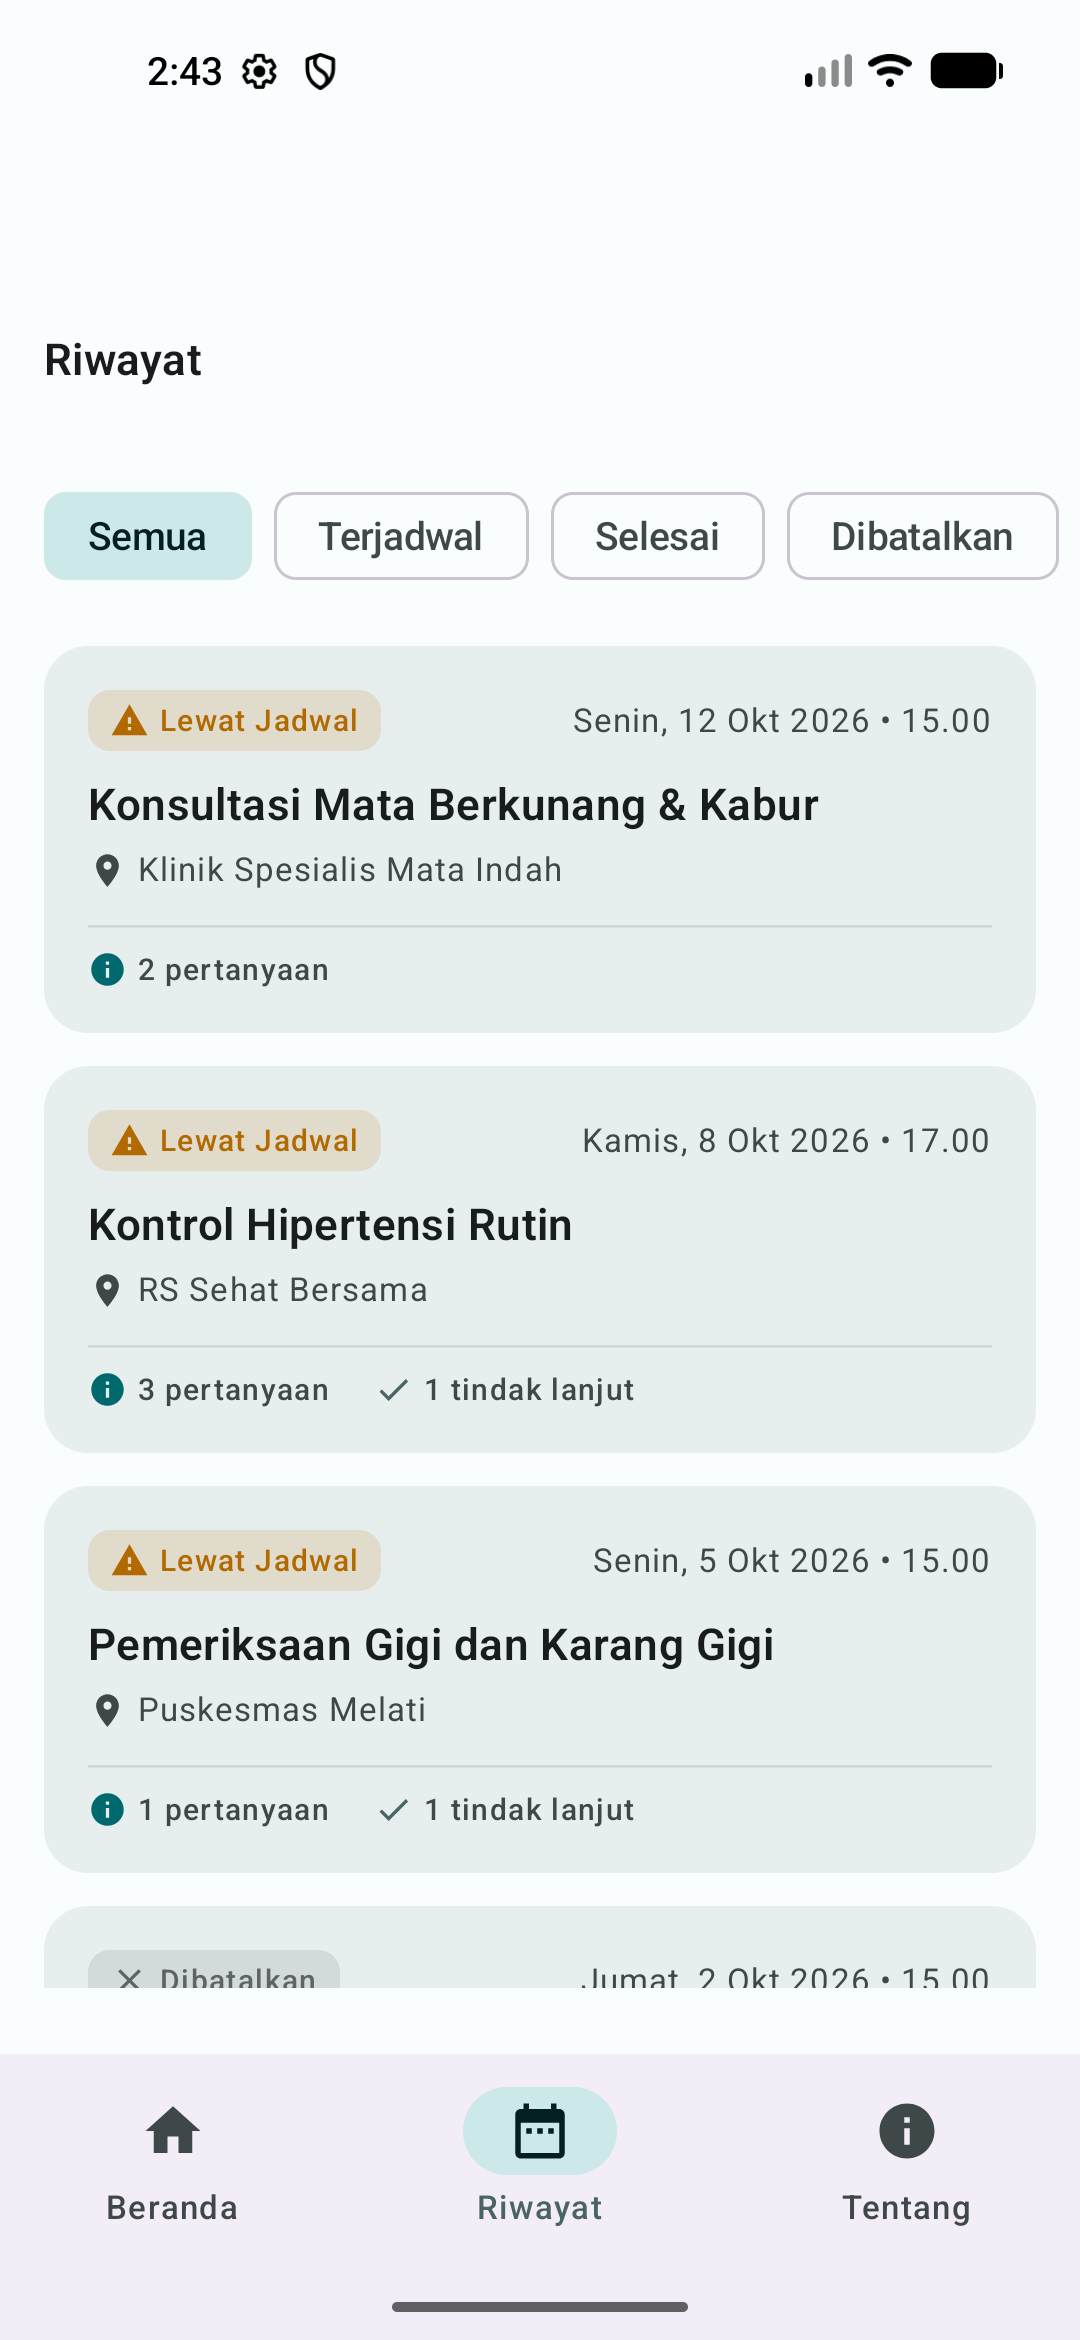 2:43
Riwayat
Semua
Terjadwal
Selesai
Dibatalkan
Lewat Jadwal
Senin, 12 Okt 2026 • 15.00
Konsultasi Mata Berkunang & Kabur
Klinik Spesialis Mata Indah
2 pertanyaan
Lewat Jadwal
Kamis, 8 Okt 2026 • 17.00
Kontrol Hipertensi Rutin
RS Sehat Bersama
3 pertanyaan
1 tindak lanjut
Lewat Jadwal
Senin, 5 Okt 2026 • 15.00
Pemeriksaan Gigi dan Karang Gigi
Puskesmas Melati
1 pertanyaan
1 tindak lanjut
Dibatalkan
Jumat, 2 Okt 2026 • 15.00
Beranda
Riwayat
Tentang